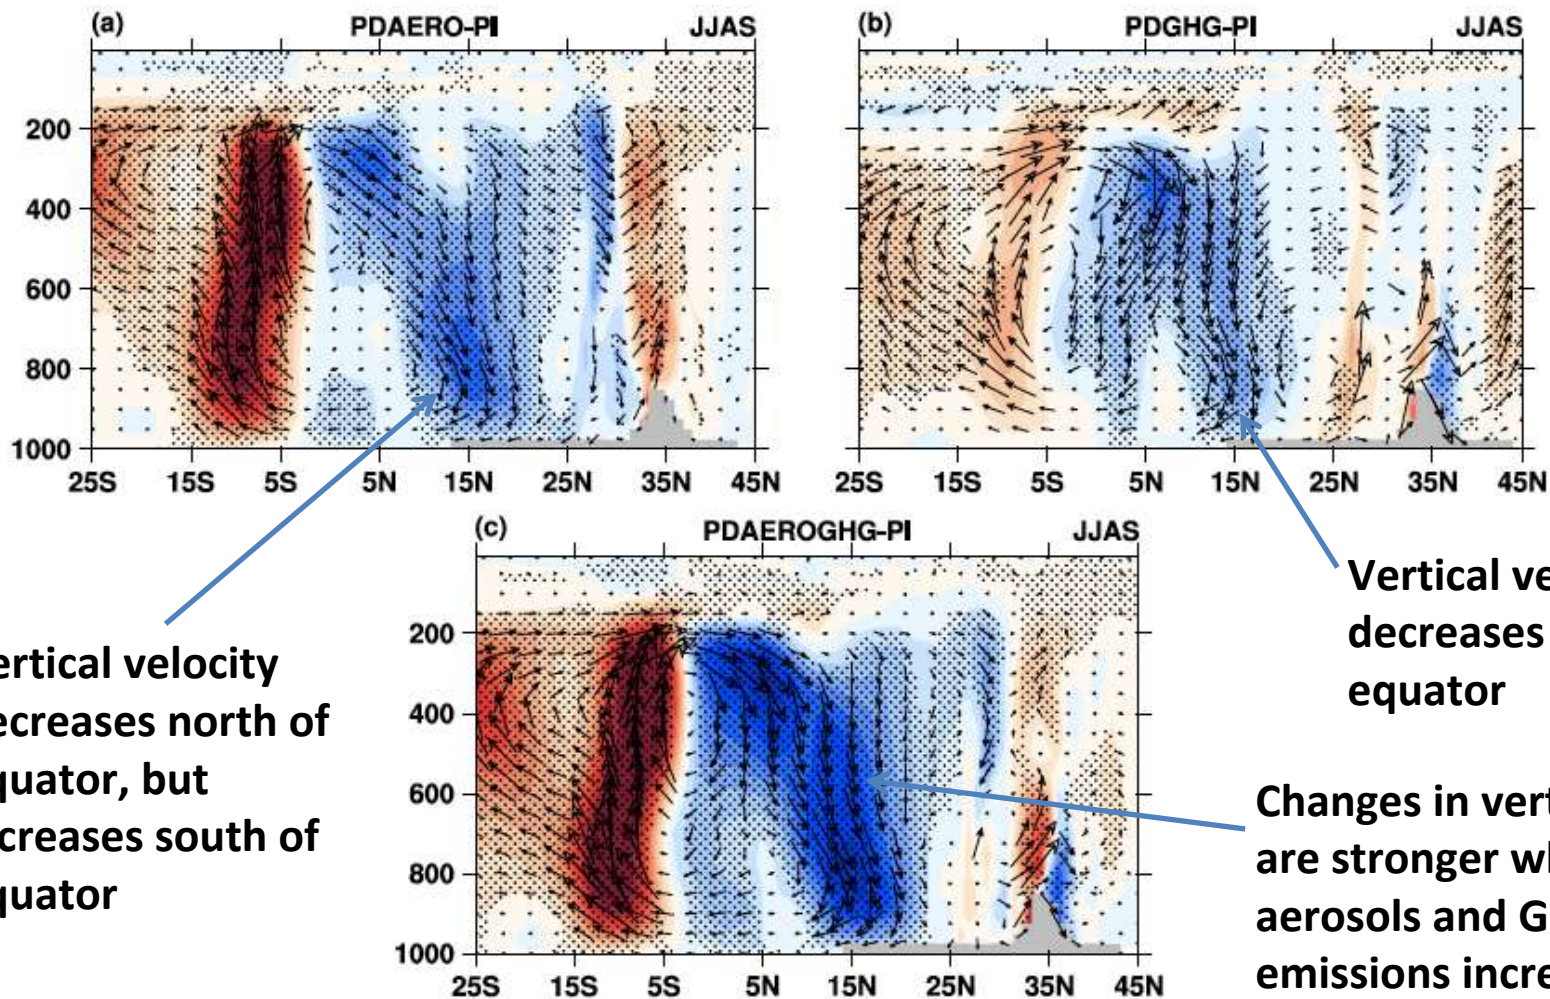 (a) PDAERO-PI JJAS
200
400
600
800
1000
25S 15S 5S 5N 15N 25N 35N 45N
(b) PDGHG-PI JJAS
25S 15S 5S 5N 15N 25N 35N 45N
(c) PDAEROGHG-PI JJAS
200
400
600
800
1000
25S 15S 5S 5N 15N 25N 35N 45N
ertical velocity
ecreases north of
quator, but
creases south of
quator
Vertical ve
decreases
equator
Changes in vert
are stronger wh
aerosols and G
emissions incre